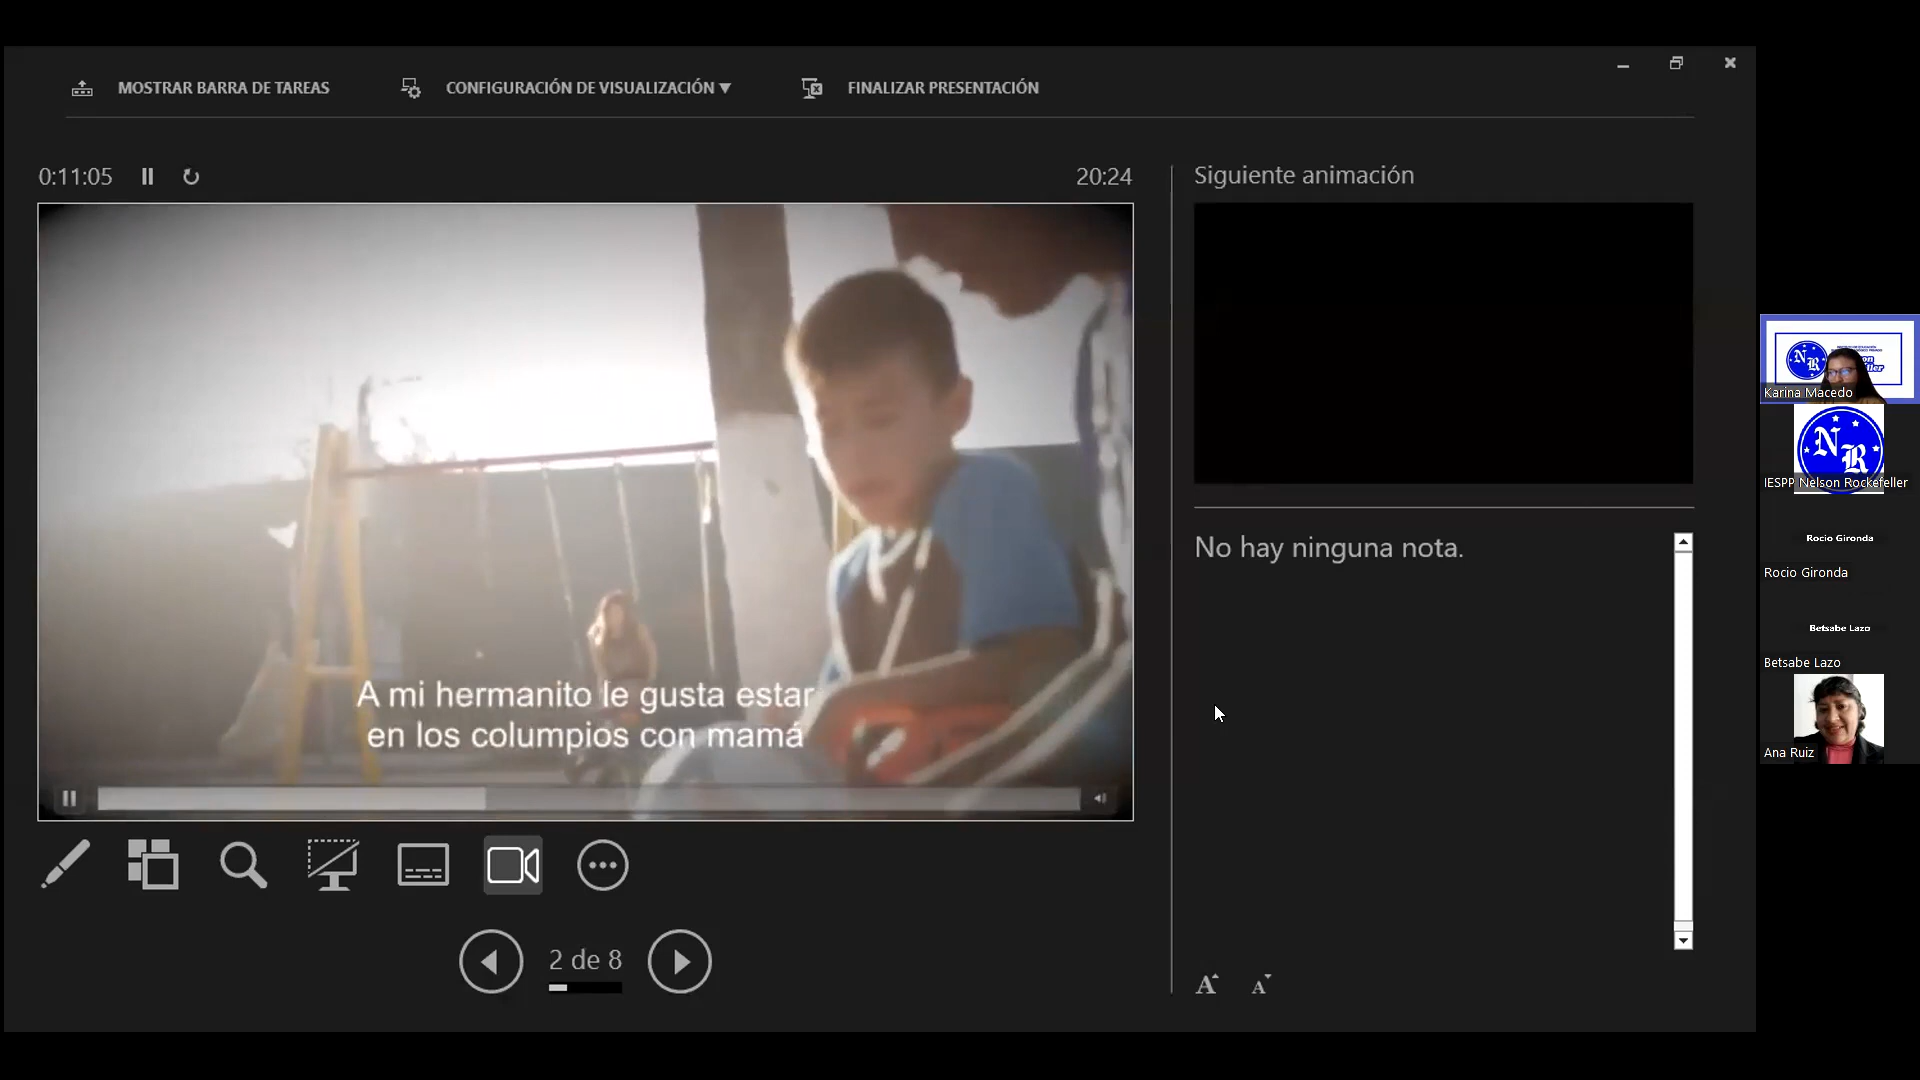 MOSTRAR BARRA DE TAREAS
CONFIGURACIÓN DE VISUALIZACIÓN ▼
FINALIZAR PRESENTACIÓN
0:11:05
20:24
A mi hermanito le gusta estar
en los columpios con mamá
2 de 8
Siguiente animación
No hay ninguna nota.
A
A
NR
Karina Macedo
NR
IESPP Nelson Rockefeller
Rocio Gironda
Rocio Gironda
Betsabe Lazo
Betsabe Lazo
Ana Ruiz